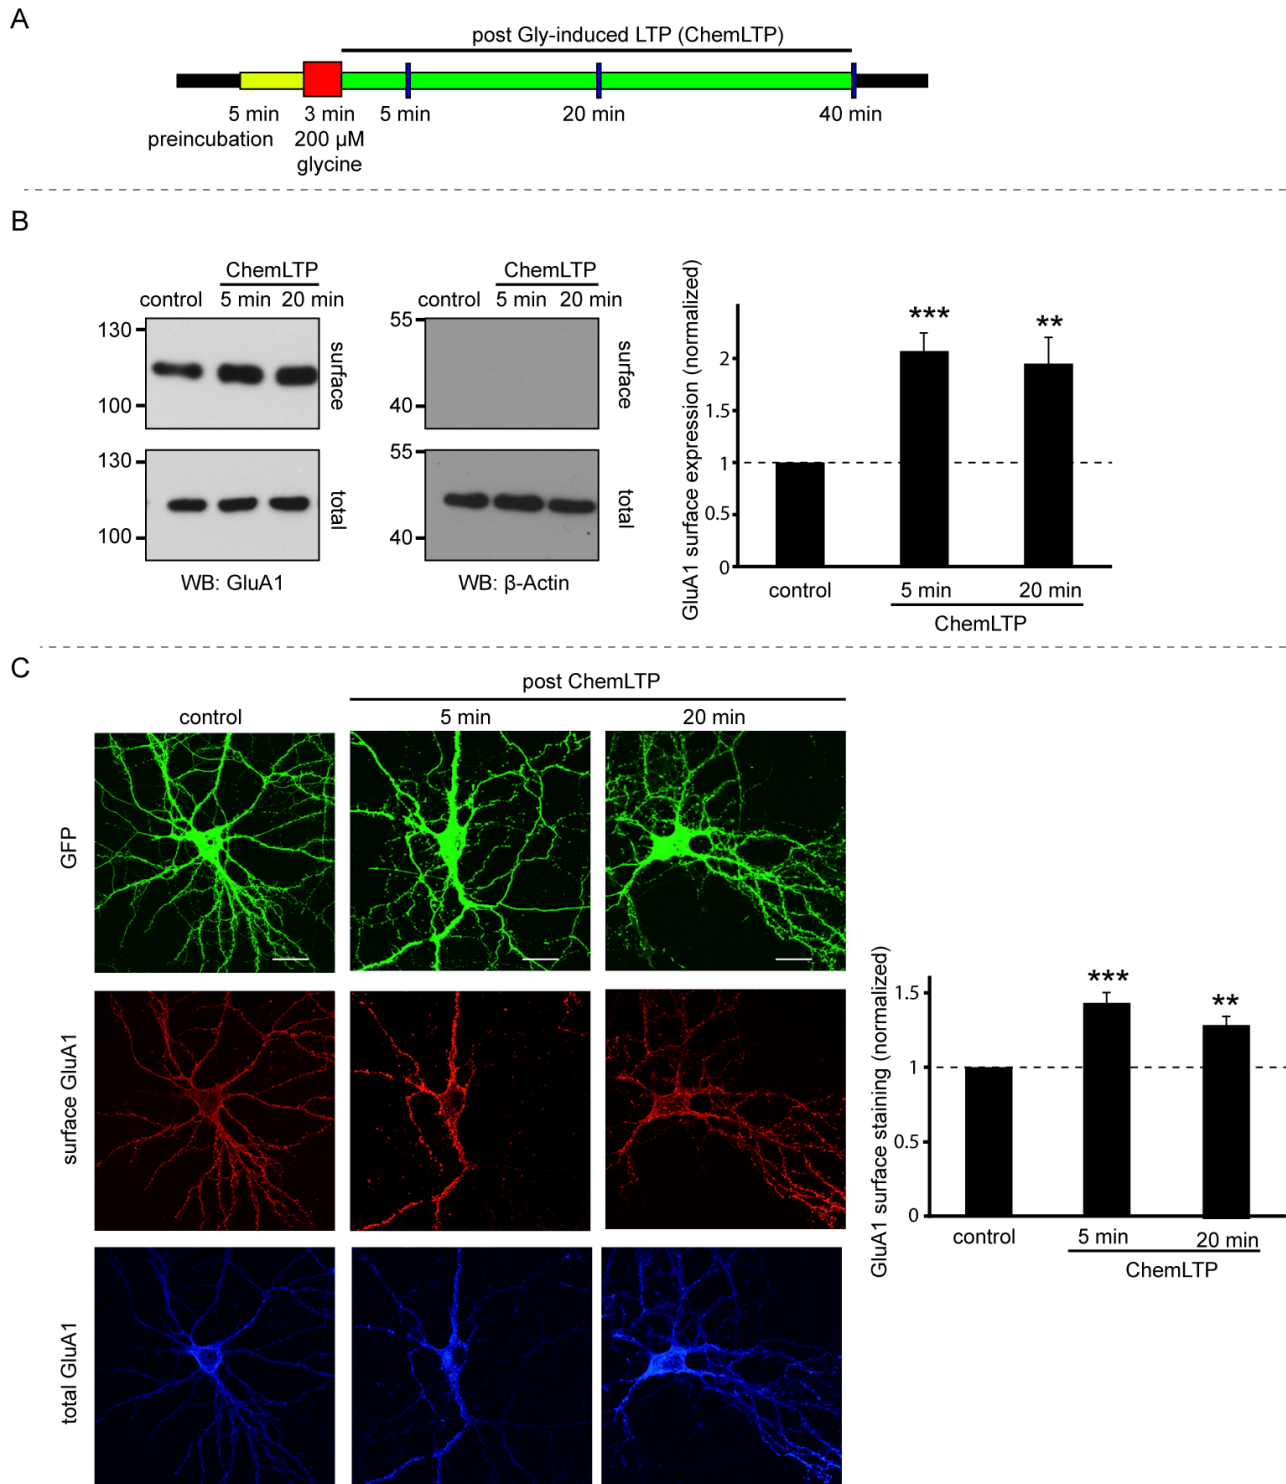 A
post Gly-induced LTP (ChemLTP)
5 min 3 min 5 min 20 min 40 min
preincubation 200 µM
glycine
B
ChemLTP
control 5 min 20 min
130
100
surface
130
100
total
WB: GluA1
ChemLTP
control 5 min 20 min
55
40
surface
55
40
total
WB: β-Actin
GluA1 surface expression (normalized)
2
1.5
1
0.5
0
*** **
control 5 min 20 min
ChemLTP
C
post ChemLTP
control 5 min 20 min
GFP
surface GluA1
total GluA1
GluA1 surface staining (normalized)
1.5
1
0.5
0
*** **
control 5 min 20 min
ChemLTP